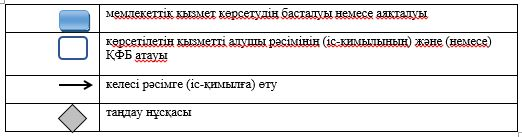 мемлекеттік қызмет көрсетудің басталуы немесе аяқталуы
көрсетілетін қызметті алушы рәсімінің (іс-қимылының) және (немесе)
ҚФБ атауы
келесі рәсімге (іс-қимылға) өту
таңдау нұсқасы